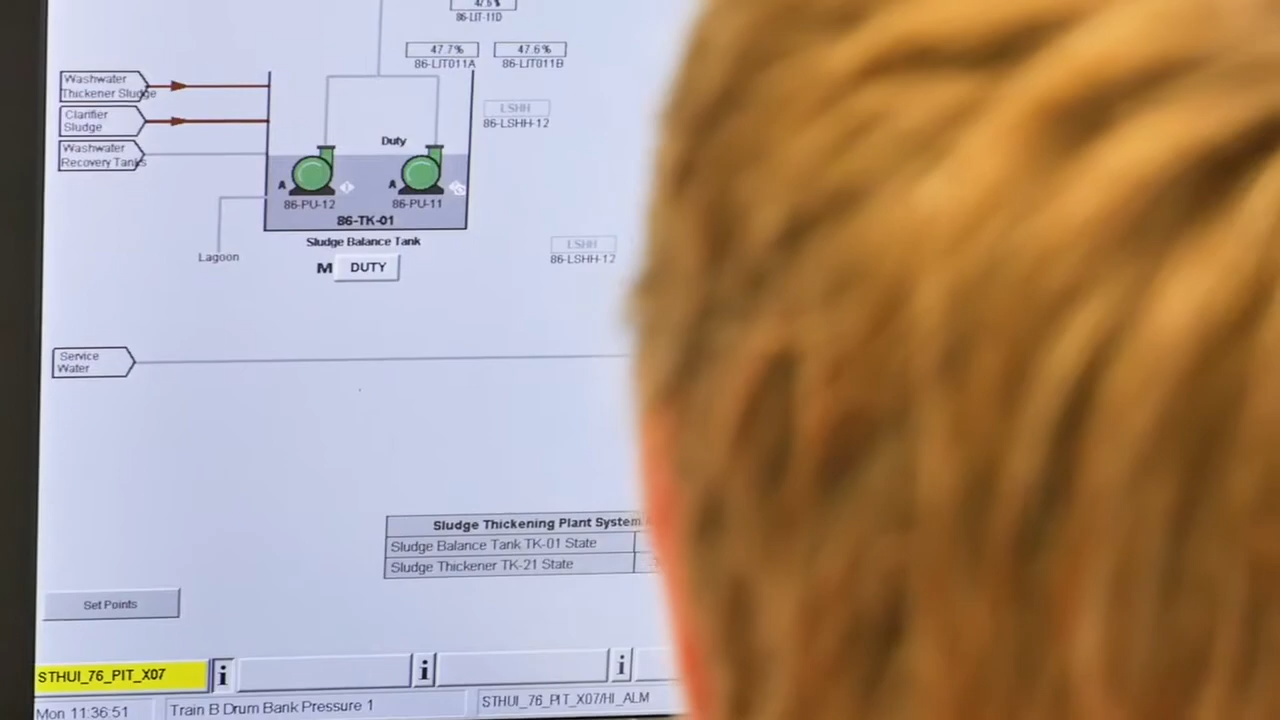 86-LIT-11D
47.7%
47.6%
86-LIT011A
86-LIT011B
Washwater
Thickener Sludge
LSHH
86-LSHH-12
Clarifier
Sludge
Duty
Washwater
Recovery Tanks
A
A
86-PU-12
86-PU-11
86-TK-01
Sludge Balance Tank
Lagoon
LSHH
86-LSHH-12
M
DUTY
Service
Water
Sludge Thickening Plant System
Sludge Balance Tank TK-01 State
Sludge Thickener TK-21 State
Set Points
STHUI_76_PIT_X07
i
i
i
Mon 11:36:51
Train B Drum Bank Pressure 1
STHUI_76_PIT_X07/HI_ALM